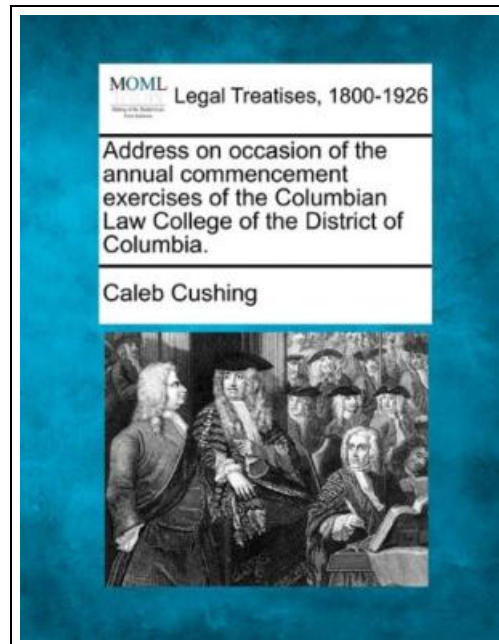 MOML
Legal Treatises, 1800-1926
Address on occasion of the
annual commencement
exercises of the Columbian
Law College of the District of
Columbia.
Caleb Cushing